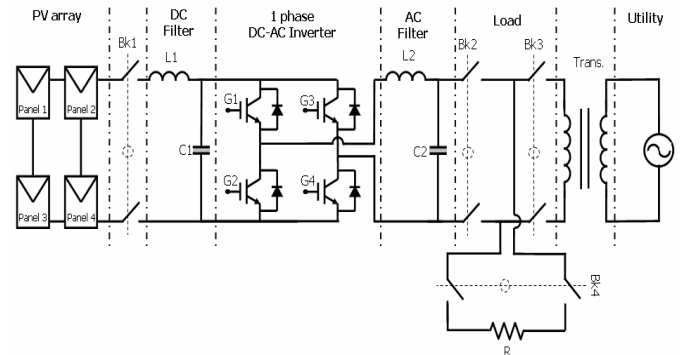 PV array
DC
Filter
1 phase
DC-AC Inverter
AC
Filter
Load
Utility
Bk1
L1
L2
Bk2
Bk3
Trans.
Panel 1
Panel 2
G1
G3
C1
C2
G2
G4
Panel 3
Panel 4
Bk4
R